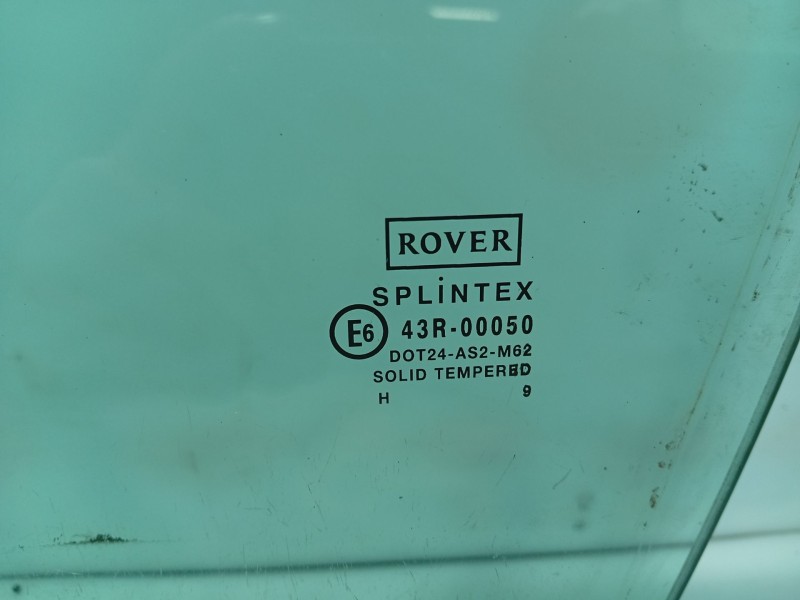 ROVER
SPLiNTEX
E6 43R-00050
DOT24-AS2-M62
SOLID TEMPERED
H 9